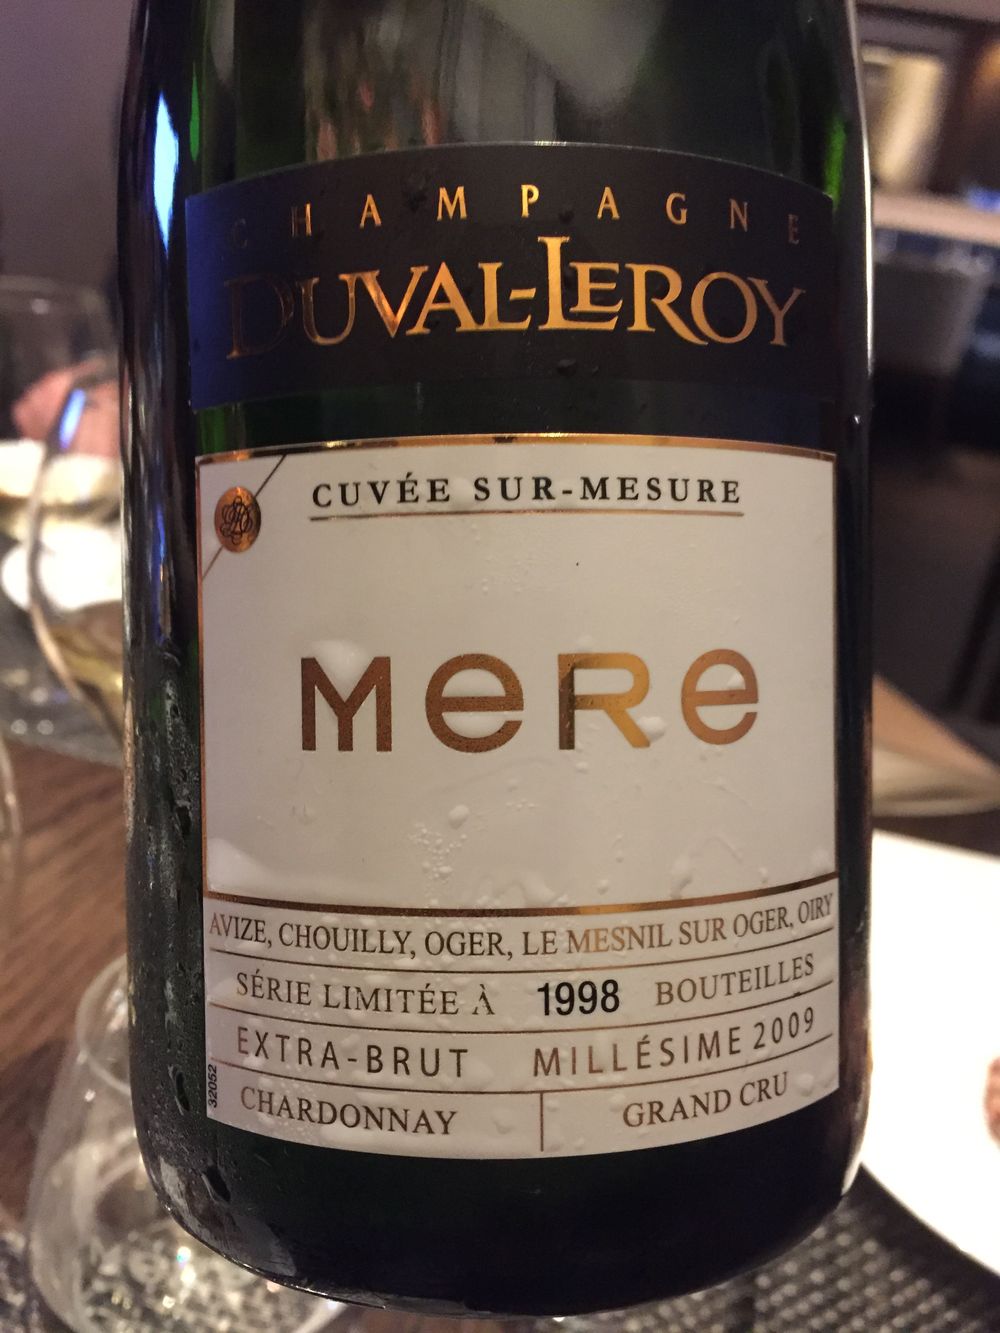 CHAMPAGNE
DUVAL-LEROY
CUVÉE SUR-MESURE
MeRe
AVIZE, CHOUILLY, OGER, LE MESNIL SUR OGER, OIRY
SÉRIE LIMITÉE À 1998 BOUTEILLES
EXTRA-BRUT MILLÉSIME 2009
CHARDONNAY GRAND CRU
32052